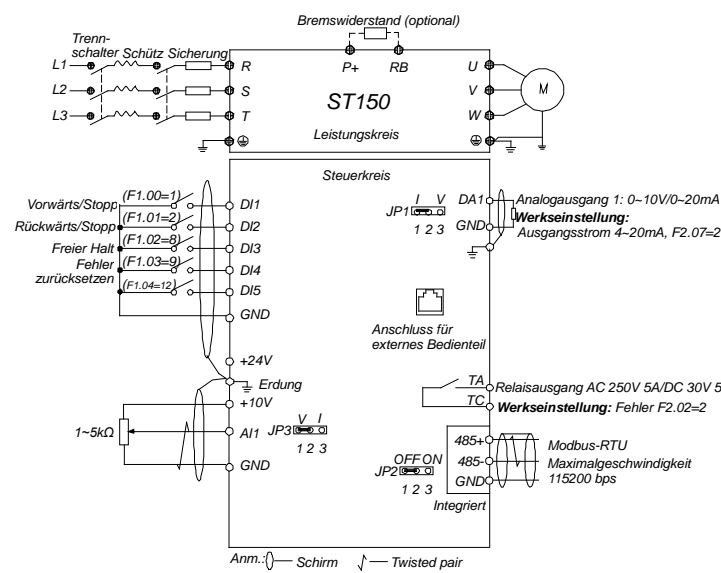 Bremswiderstand (optional)
Trenn-
schalter Schütz Sicherung
P+ RB
L1 R U
L2 S ST150 V M
L3 T W
Leistungskreis
Steuerkreis
Vorwärts/Stopp (F1.00=1) DI1
Rückwärts/Stopp (F1.01=2) DI2
Freier Halt (F1.02=8) DI3
Fehler
zurücksetzen (F1.03=9) DI4
(F1.04=12) DI5
GND
+24V
Erdung
+10V
1~5kΩ AI1
GND
JP3 V I
1 2 3
JP1 I V
1 2 3
DA1 Analogausgang 1: 0~10V/0~20mA
GND Werkseinstellung:
Ausgangsstrom 4~20mA, F2.07=2
Anschluss für
externes Bedienteil
TA Relaisausgang AC 250V 5A/DC 30V 5
TC Werkseinstellung: Fehler F2.02=2
JP2 OFF ON
1 2 3
485+ Modbus-RTU
485- Maximalgeschwindigkeit
GND 115200 bps
Integriert
Anm.: Schirm Twisted pair